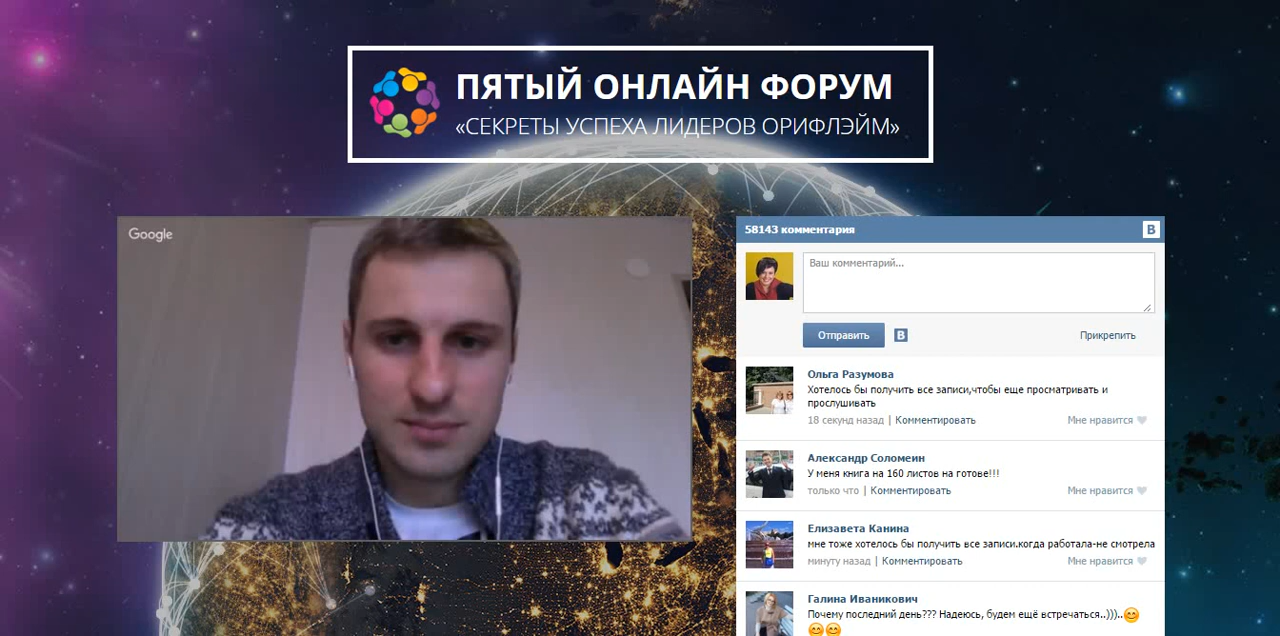 ПЯТЫЙ ОНЛАЙН ФОРУМ
«СЕКРЕТЫ УСПЕХА ЛИДЕРОВ ОРИФЛЭЙМ»
Google
58143 комментария
B
Ваш комментарий...
Отправить B Прикрепить
Ольга Разумова
Хотелось бы получить все записи,чтобы еще просматривать и
прослушивать
18 секунд назад | Комментировать Мне нравится
Александр Соломеин
У меня книга на 160 листов на готове!!!
только что | Комментировать Мне нравится
Елизавета Канина
мне тоже хотелось бы получить все записи.когда работала-не смотрела
минуту назад | Комментировать Мне нравится
Галина Иваникович
Почему последний день??? Надеюсь, будем ещё встречаться..)))..😊
😊😊